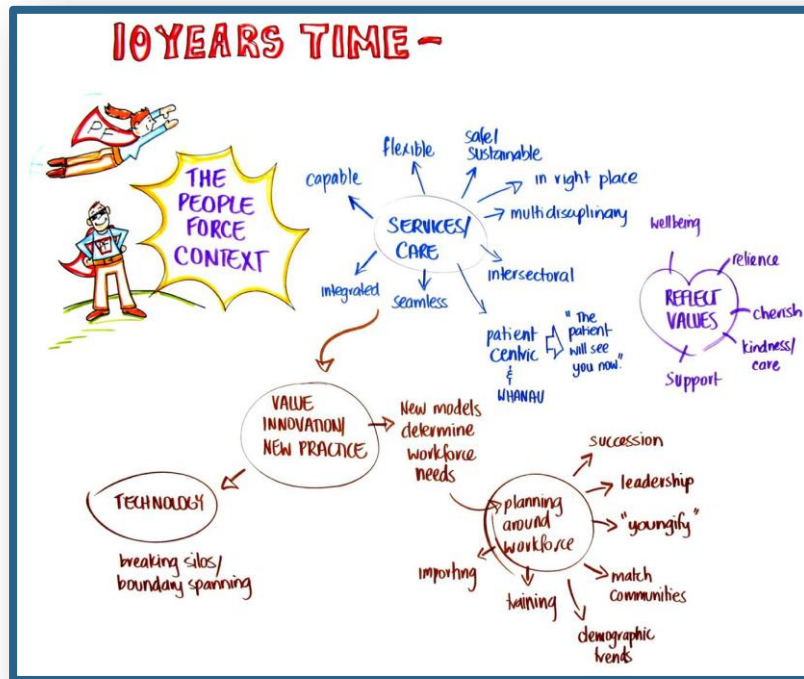 10 YEARS TIME -
PF
PF
THE
PEOPLE
FORCE
CONTEXT
capable
flexible
safe/
sustainable
in right place
multidisciplinary
SERVICES/
CARE
integrated
seamless
intersectoral
patient
centric
&
WHANAU
"The
patient
will see
you now."
wellbeing
relience
REFLECT
VALUES
cherish
kindness/
care
support
VALUE
INNOVATION/
NEW PRACTICE
New models
determine
workforce
needs
TECHNOLOGY
breaking silos/
boundary spanning
planning
around
workforce
succession
leadership
"youngify"
match
communities
demographic
trends
training
importing